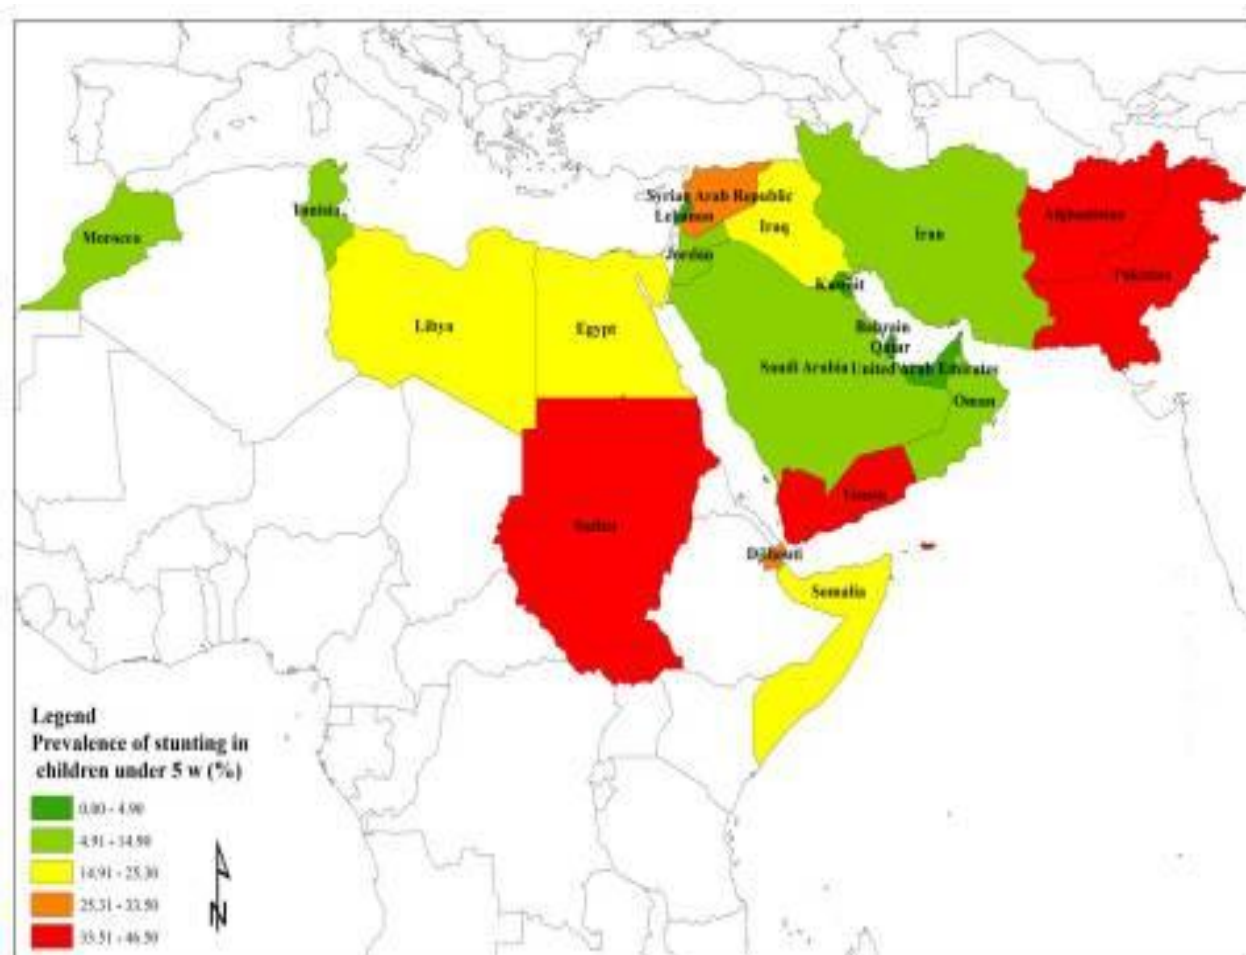 Tunisia
Morocco
Libya
Egypt
Sudan
Syrian Arab Republic
Lebanon
Iraq
Jordon
Iran
Afghanistan
Pakistan
Kuwait
Bahrain
Qatar
Saudi Arabia
United Arab Emirates
Oman
Yemen
Djibouti
Somalia
Legend
Prevalence of stunting in
children under 5 w (%)
0.00 - 4.90
4.91 - 14.90
14.91 - 25.30
25.31 - 33.50
33.51 - 46.50
N